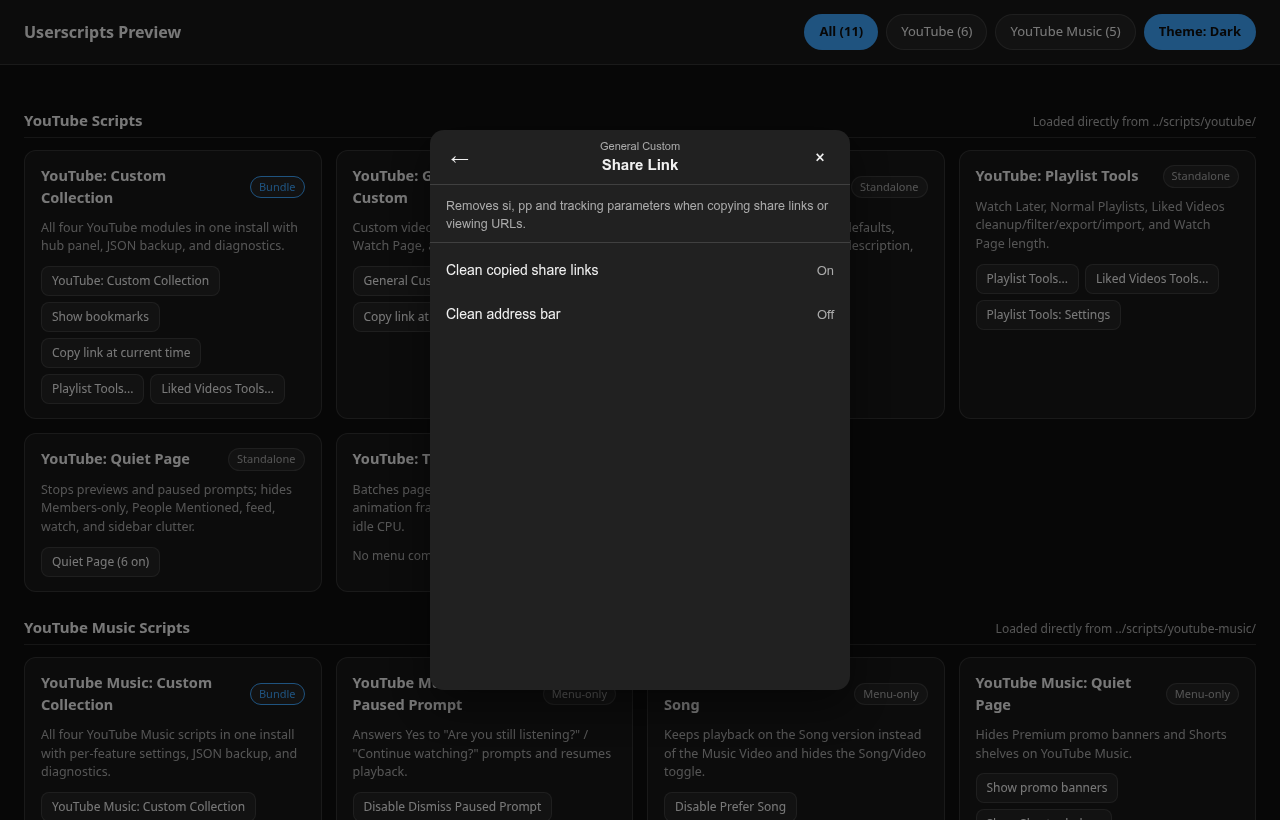 Userscripts Preview
All (11)
YouTube (6)
YouTube Music (5)
Theme: Dark
YouTube Scripts
Loaded directly from ../scripts/youtube/
YouTube: Custom
Collection
Bundle
All four YouTube modules in one install with
hub panel, JSON backup, and diagnostics.
YouTube: Custom Collection
Show bookmarks
Copy link at current time
Playlist Tools...
Liked Videos Tools...
YouTube: G
Custom
Custom vide
Watch Page, a
General Cus
Copy link at
Standalone
efaults,
escription,
YouTube: Playlist Tools
Standalone
Watch Later, Normal Playlists, Liked Videos
cleanup/filter/export/import, and Watch
Page length.
Playlist Tools...
Liked Videos Tools...
Playlist Tools: Settings
General Custom
←
Share Link
×
Removes si, pp and tracking parameters when copying share links or
viewing URLs.
Clean copied share links
On
Clean address bar
Off
YouTube: Quiet Page
Standalone
Stops previews and paused prompts; hides
Members-only, People Mentioned, feed,
watch, and sidebar clutter.
Quiet Page (6 on)
YouTube: T
Batches page
animation fra
idle CPU.
No menu com
YouTube Music Scripts
Loaded directly from ../scripts/youtube-music/
YouTube Music: Custom
Collection
Bundle
All four YouTube Music scripts in one install
with per-feature settings, JSON backup, and
diagnostics.
YouTube Music: Custom Collection
YouTube M
Paused Prompt
Menu-only
Answers Yes to "Are you still listening?" /
"Continue watching?" prompts and resumes
playback.
Disable Dismiss Paused Prompt
Song
Menu-only
Keeps playback on the Song version instead
of the Music Video and hides the Song/Video
toggle.
Disable Prefer Song
YouTube Music: Quiet
Page
Menu-only
Hides Premium promo banners and Shorts
shelves on YouTube Music.
Show promo banners